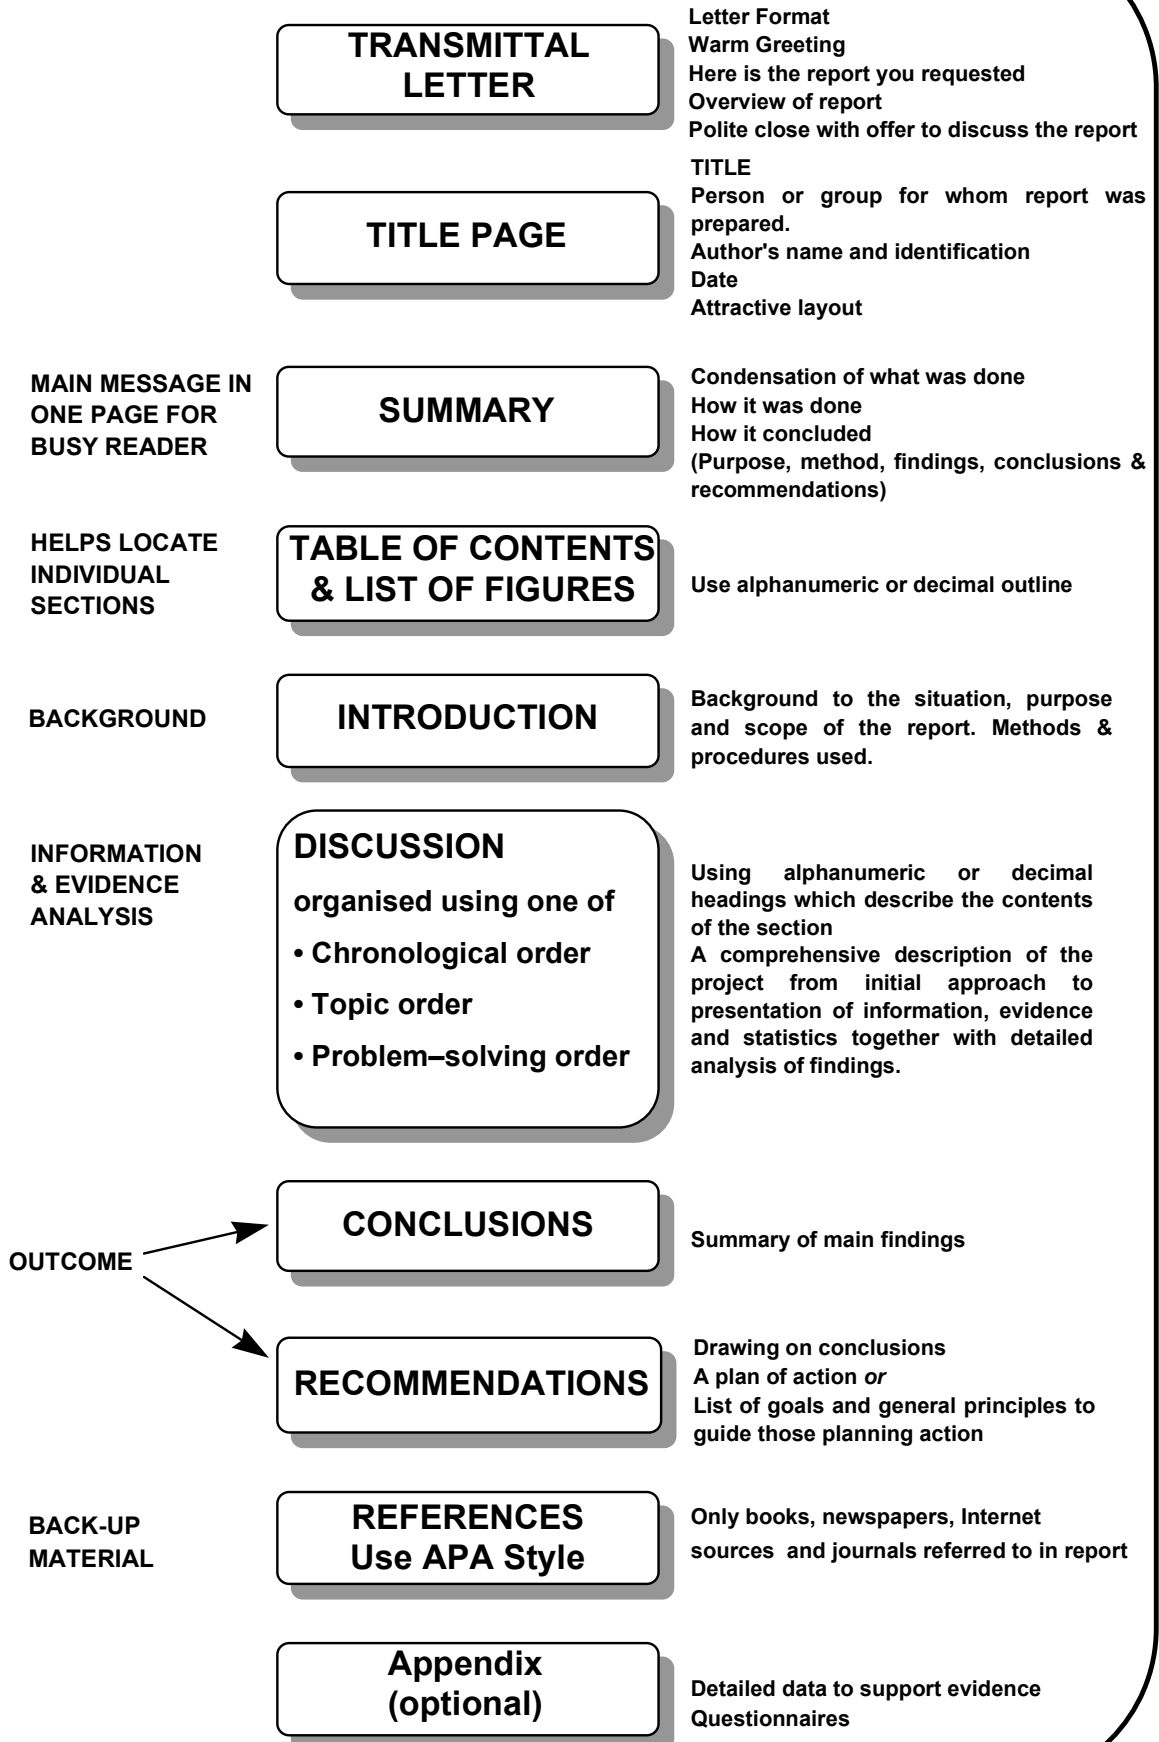 TRANSMITTAL
LETTER
Letter Format
Warm Greeting
Here is the report you requested
Overview of report
Polite close with offer to discuss the report
TITLE PAGE
TITLE
Person or group for whom report was
prepared.
Author's name and identification
Date
Attractive layout
MAIN MESSAGE IN
ONE PAGE FOR
BUSY READER
SUMMARY
Condensation of what was done
How it was done
How it concluded
(Purpose, method, findings, conclusions &
recommendations)
HELPS LOCATE
INDIVIDUAL
SECTIONS
TABLE OF CONTENTS
& LIST OF FIGURES
Use alphanumeric or decimal outline
BACKGROUND
INTRODUCTION
Background to the situation, purpose
and scope of the report. Methods &
procedures used.
INFORMATION
& EVIDENCE
ANALYSIS
DISCUSSION
organised using one of
• Chronological order
• Topic order
• Problem–solving order
Using alphanumeric or decimal
headings which describe the contents
of the section
A comprehensive description of the
project from initial approach to
presentation of information, evidence
and statistics together with detailed
analysis of findings.
OUTCOME
CONCLUSIONS
Summary of main findings
RECOMMENDATIONS
Drawing on conclusions
A plan of action or
List of goals and general principles to
guide those planning action
BACK-UP
MATERIAL
REFERENCES
Use APA Style
Only books, newspapers, Internet
sources and journals referred to in report
Appendix
(optional)
Detailed data to support evidence
Questionnaires